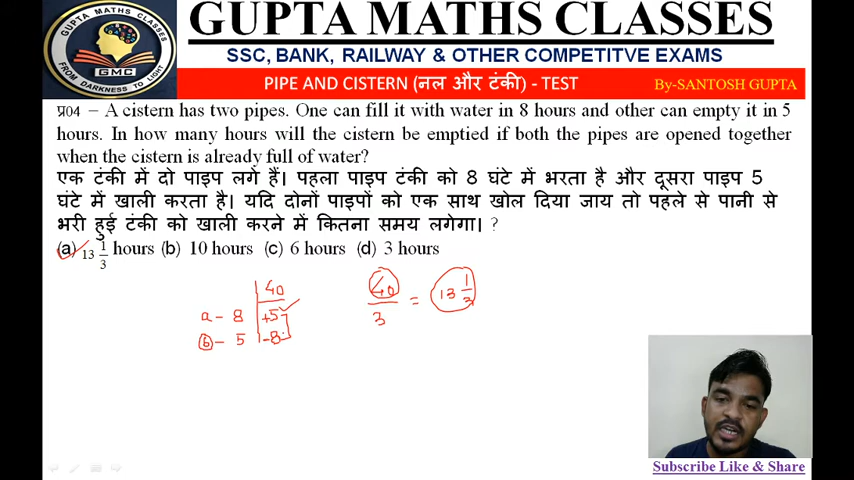 GUPTA MATHS CLASSES
GUPTA MATHS CLASSES
GMC
FROM DARKNESS TO LIGHT
SSC, BANK, RAILWAY & OTHER COMPETITVE EXAMS
PIPE AND CISTERN (नल और टंकी) - TEST
By-SANTOSH GUPTA
प्र04 – A cistern has two pipes. One can fill it with water in 8 hours and other can empty it in 5
hours. In how many hours will the cistern be emptied if both the pipes are opened together
when the cistern is already full of water?
एक टंकी में दो पाइप लगे हैं। पहला पाइप टंकी को 8 घंटे में भरता है और दूसरा पाइप 5
घंटे में खाली करता है। यदि दोनों पाइपों को एक साथ खोल दिया जाय तो पहले से पानी से
भरी हुई टंकी को खाली करने में कितना समय लगेगा। ?
(a) 13 1/3 hours (b) 10 hours (c) 6 hours (d) 3 hours
40
a - 8 +5
b - 5 -8
40/3 = 13 1/3
Subscribe Like & Share